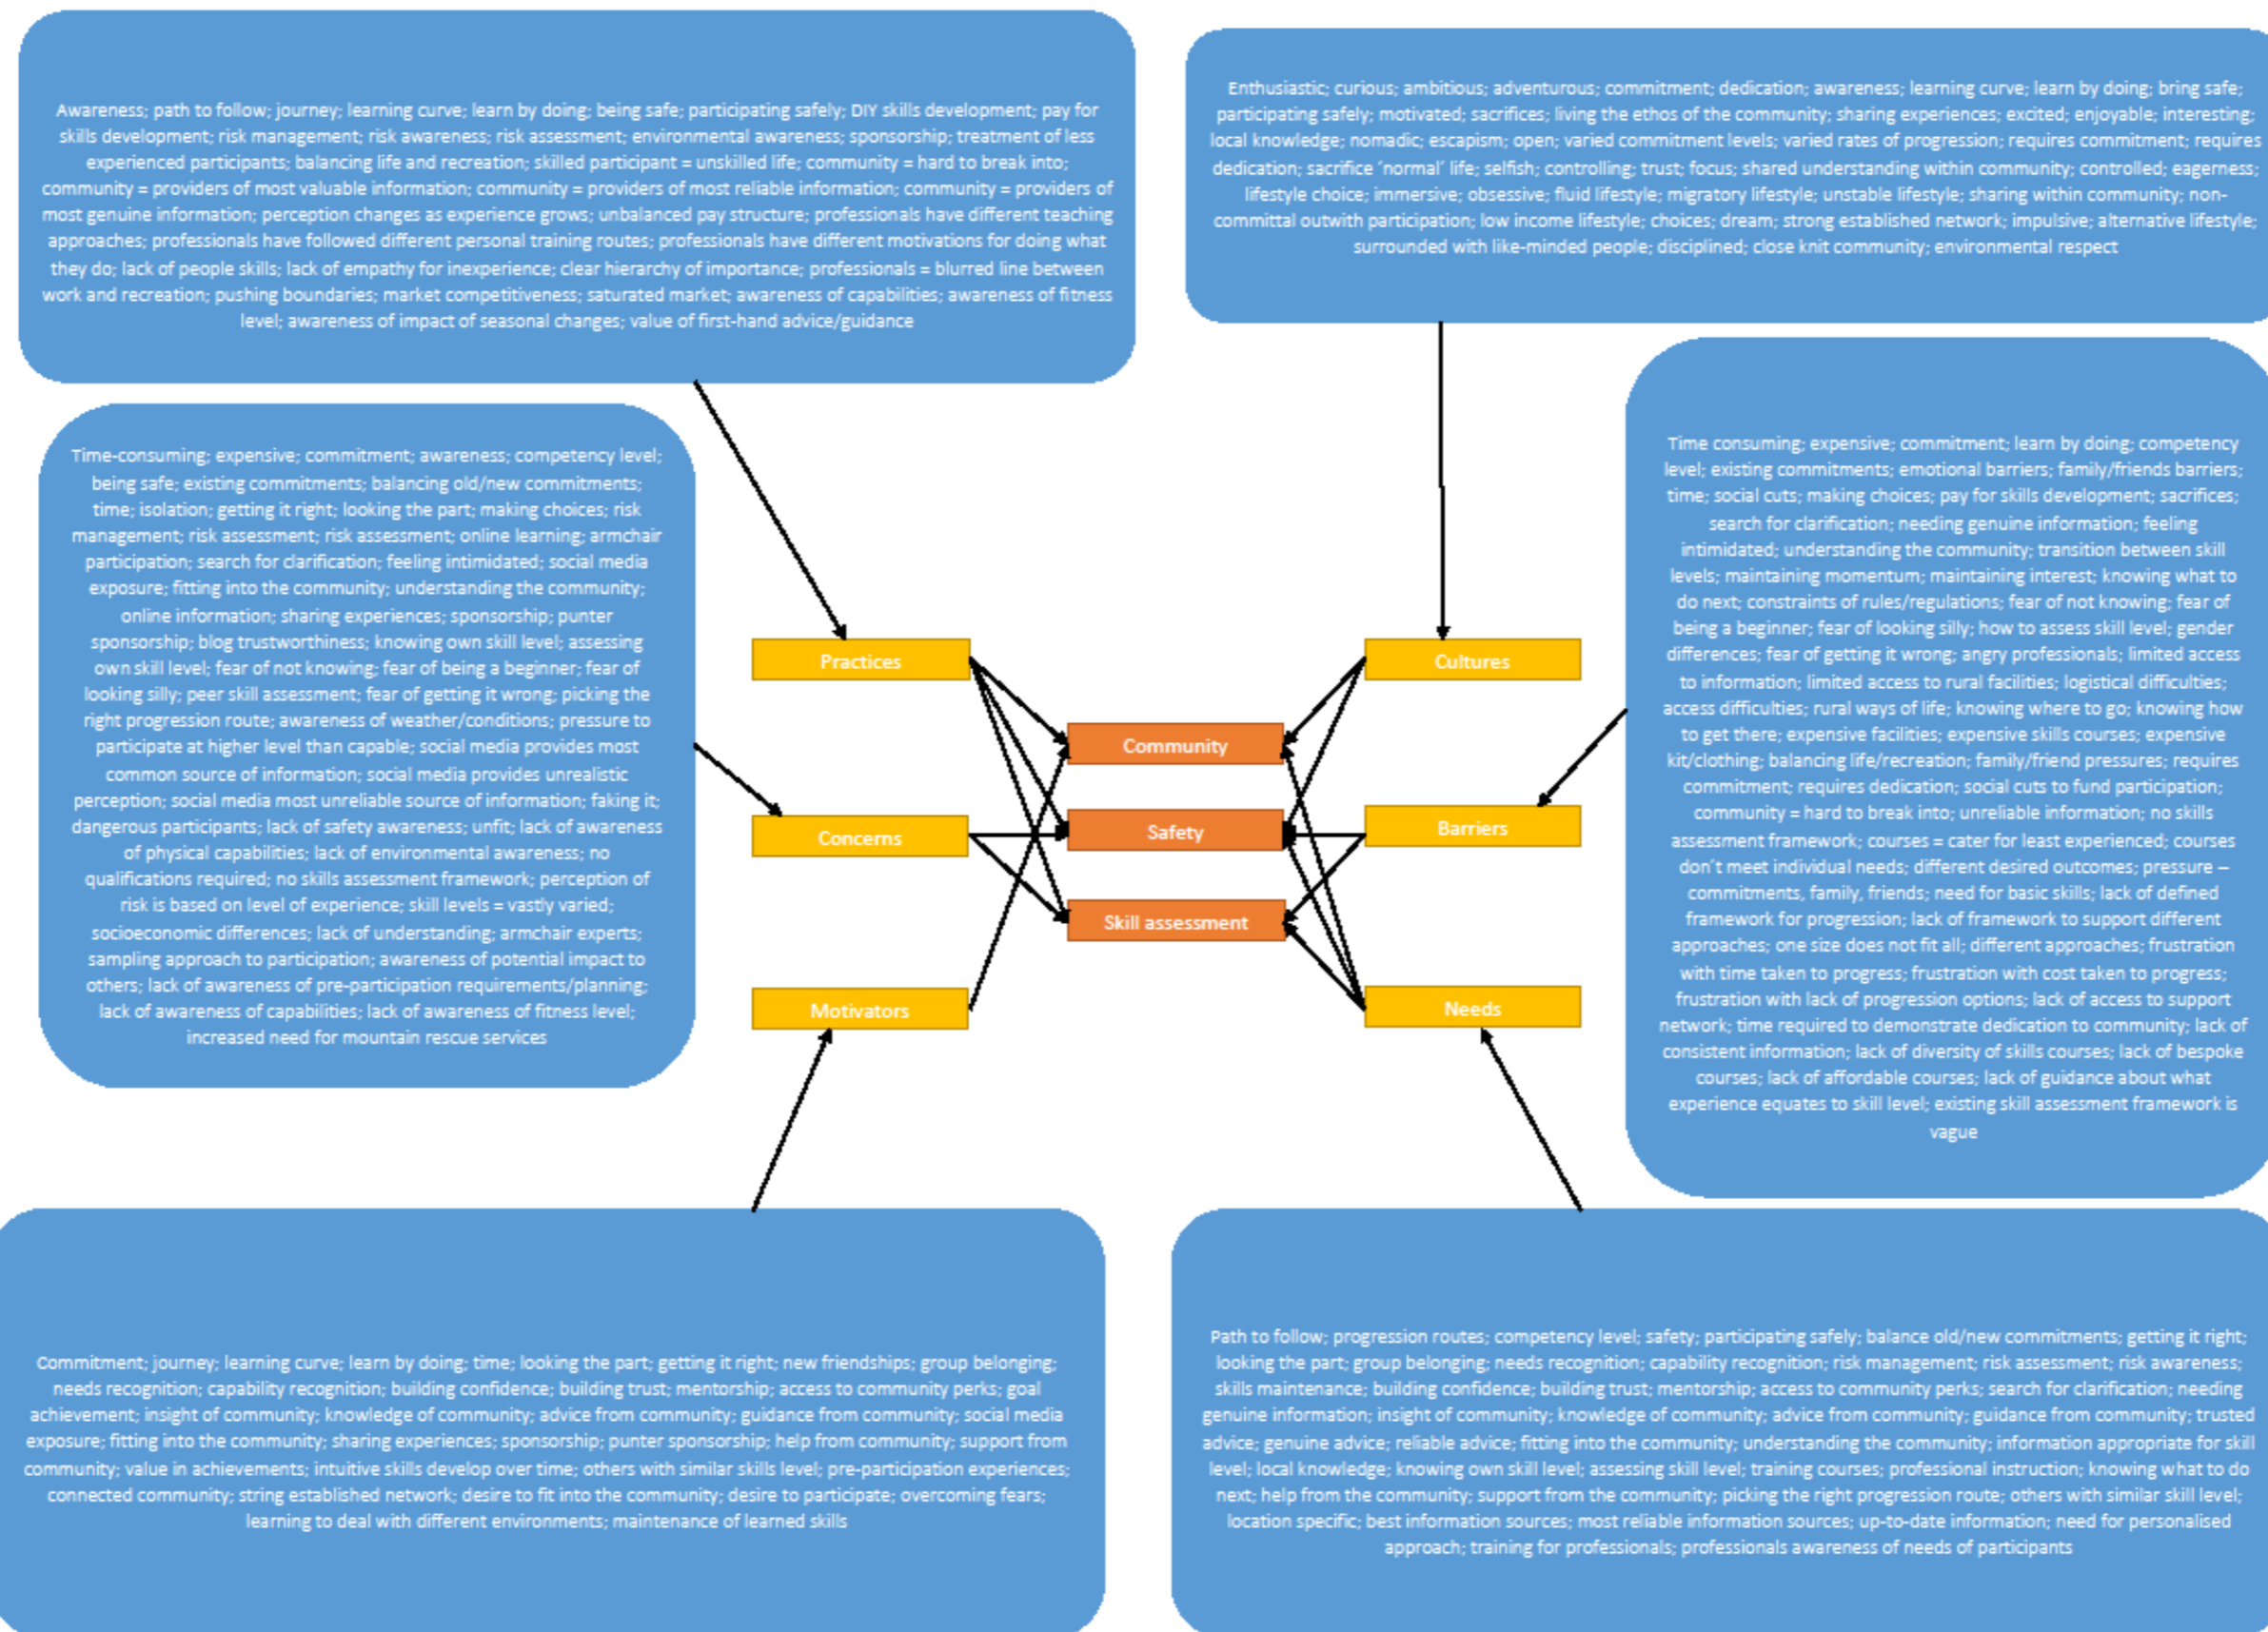 Awareness; path to follow; journey; learning curve; learn by doing; being safe; participating safely; DIY skills development; pay for
skills development; risk management; risk awareness; risk assessment; environmental awareness; sponsorship; treatment of less
experienced participants; balancing life and recreation; skilled participant = unskilled life; community = hard to break into;
community = providers of most valuable information; community = providers of most reliable information; community = providers of
most genuine information; perception changes as experience grows; unbalanced pay structure; professionals have different teaching
approaches; professionals have followed different personal training routes; professionals have different motivations for doing what
they do; lack of people skills; lack of empathy for inexperience; clear hierarchy of importance; professionals = blurred line between
work and recreation; pushing boundaries; market competitiveness; saturated market; awareness of capabilities; awareness of fitness
level; awareness of impact of seasonal changes; value of first-hand advice/guidance
Enthusiastic; curious; ambitious; adventurous; commitment; dedication; awareness; learning curve; learn by doing; bring safe;
participating safely; motivated; sacrifices; living the ethos of the community; sharing experiences; excited; enjoyable; interesting;
local knowledge; nomadic; escapism; open; varied commitment levels; varied rates of progression; requires commitment; requires
dedication; sacrifice ‘normal’ life; selfish; controlling; trust; focus; shared understanding within community; controlled; eagerness;
lifestyle choice; immersive; obsessive; fluid lifestyle; migratory lifestyle; unstable lifestyle; sharing within community; non-
committal outwith participation; low income lifestyle; choices; dream; strong established network; impulsive; alternative lifestyle;
surrounded with like-minded people; disciplined; close knit community; environmental respect
Time-consuming; expensive; commitment; awareness; competency level;
being safe; existing commitments; balancing old/new commitments;
time; isolation; getting it right; looking the part; making choices; risk
management; risk assessment; risk assessment; online learning; armchair
participation; search for clarification; feeling intimidated; social media
exposure; fitting into the community; understanding the community;
online information; sharing experiences; sponsorship; punter
sponsorship; blog trustworthiness; knowing own skill level; assessing
own skill level; fear of not knowing; fear of being a beginner; fear of
looking silly; peer skill assessment; fear of getting it wrong; picking the
right progression route; awareness of weather/conditions; pressure to
participate at higher level than capable; social media provides most
common source of information; social media provides unrealistic
perception; social media most unreliable source of information; faking it;
dangerous participants; lack of safety awareness; unfit; lack of awareness
of physical capabilities; lack of environmental awareness; no
qualifications required; no skills assessment framework; perception of
risk is based on level of experience; skill levels = vastly varied;
socioeconomic differences; lack of understanding; armchair experts;
sampling approach to participation; awareness of potential impact to
others; lack of awareness of pre-participation requirements/planning;
lack of awareness of capabilities; lack of awareness of fitness level;
increased need for mountain rescue services
Time consuming; expensive; commitment; learn by doing; competency
level; existing commitments; emotional barriers; family/friends barriers;
time; social cuts; making choices; pay for skills development; sacrifices;
search for clarification; needing genuine information; feeling
intimidated; understanding the community; transition between skill
levels; maintaining momentum; maintaining interest; knowing what to
do next; constraints of rules/regulations; fear of not knowing; fear of
being a beginner; fear of looking silly; how to assess skill level; gender
differences; fear of getting it wrong; angry professionals; limited access
to information; limited access to rural facilities; logistical difficulties;
access difficulties; rural ways of life; knowing where to go; knowing how
to get there; expensive facilities; expensive skills courses; expensive
kit/clothing; balancing life/recreation; family/friend pressures; requires
commitment; requires dedication; social cuts to fund participation;
community = hard to break into; unreliable information; no skills
assessment framework; courses = cater for least experienced; courses
don’t meet individual needs; different desired outcomes; pressure –
commitments, family, friends; need for basic skills; lack of defined
framework for progression; lack of framework to support different
approaches; one size does not fit all; different approaches; frustration
with time taken to progress; frustration with cost taken to progress;
frustration with lack of progression options; lack of access to support
network; time required to demonstrate dedication to community; lack of
consistent information; lack of diversity of skills courses; lack of bespoke
courses; lack of affordable courses; lack of guidance about what
experience equates to skill level; existing skill assessment framework is
vague
Practices
Cultures
Community
Safety
Skill assessment
Concerns
Barriers
Motivators
Needs
Commitment; journey; learning curve; learn by doing; time; looking the part; getting it right; new friendships; group belonging;
needs recognition; capability recognition; building confidence; building trust; mentorship; access to community perks; goal
achievement; insight of community; knowledge of community; advice from community; guidance from community; social media
exposure; fitting into the community; sharing experiences; sponsorship; punter sponsorship; help from community; support from
community; value in achievements; intuitive skills develop over time; others with similar skills level; pre-participation experiences;
connected community; string established network; desire to fit into the community; desire to participate; overcoming fears;
learning to deal with different environments; maintenance of learned skills
Path to follow; progression routes; competency level; safety; participating safely; balance old/new commitments; getting it right;
looking the part; group belonging; needs recognition; capability recognition; risk management; risk assessment; risk awareness;
skills maintenance; building confidence; building trust; mentorship; access to community perks; search for clarification; needing
genuine information; insight of community; knowledge of community; advice from community; guidance from community; trusted
advice; genuine advice; reliable advice; fitting into the community; understanding the community; information appropriate for skill
level; local knowledge; knowing own skill level; assessing skill level; training courses; professional instruction; knowing what to do
next; help from the community; support from the community; picking the right progression route; others with similar skill level;
location specific; best information sources; most reliable information sources; up-to-date information; need for personalised
approach; training for professionals; professionals awareness of needs of participants